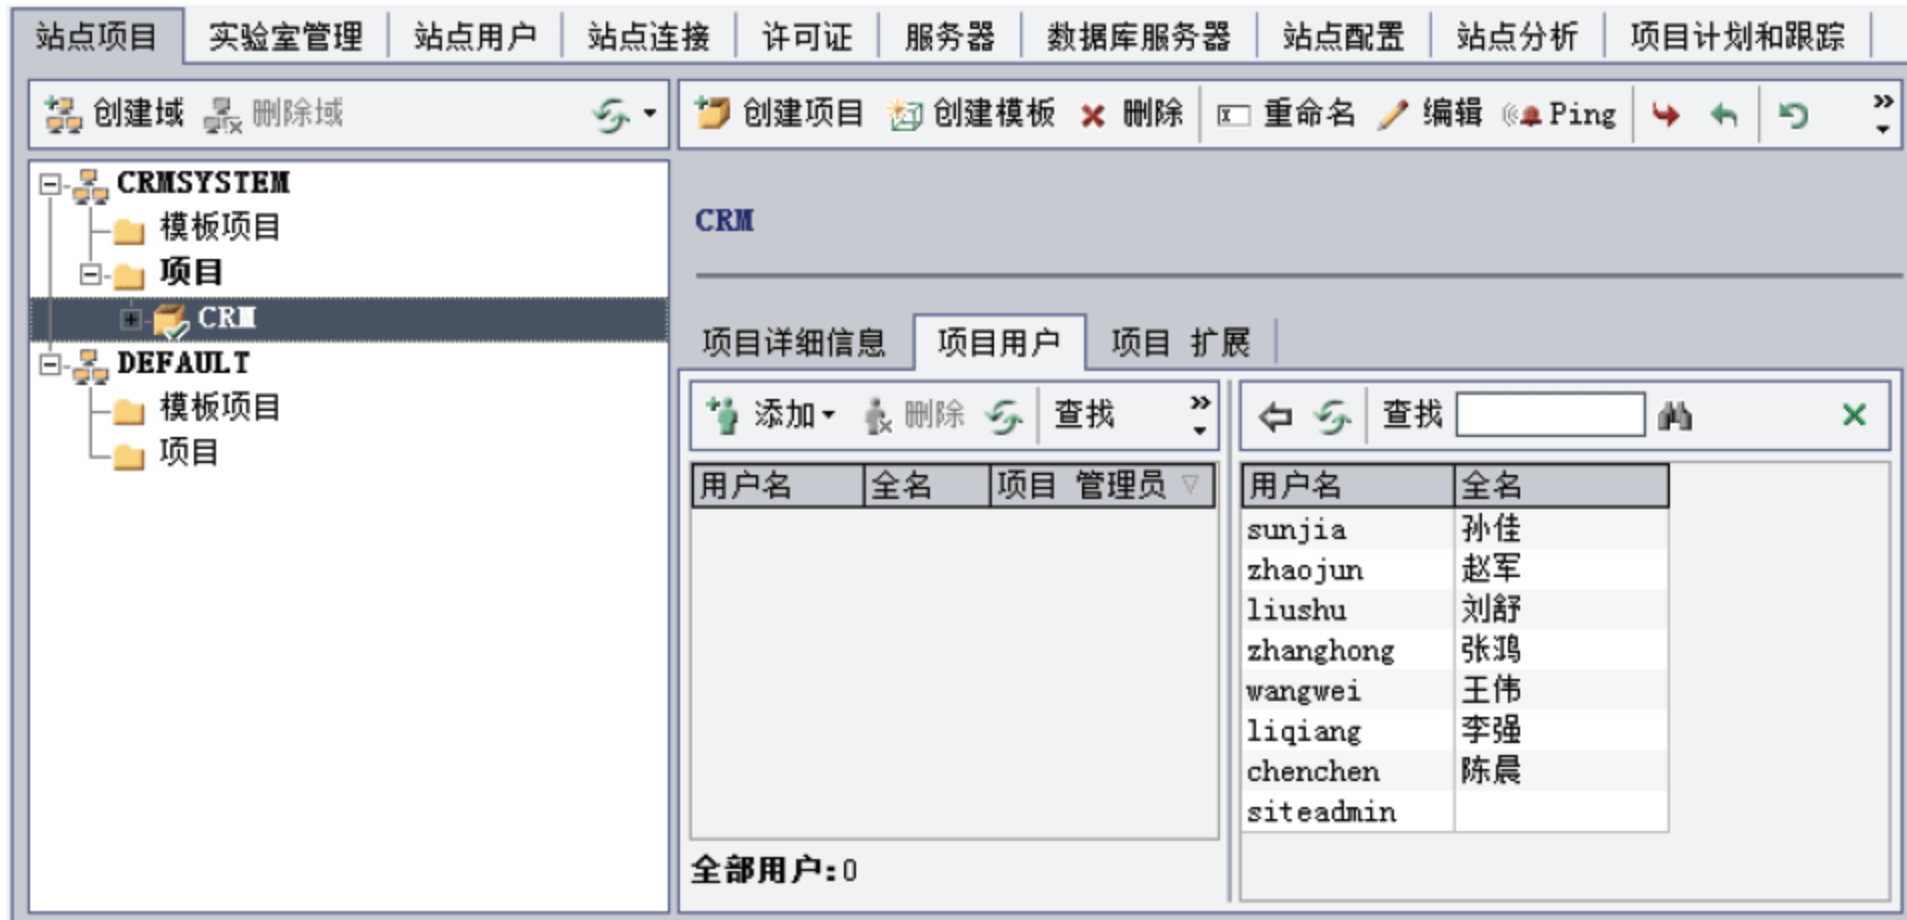 站点项目 实验室管理 站点用户 站点连接 许可证 服务器 数据库服务器 站点配置 站点分析 项目计划和跟踪
创建域 删除域
创建项目 创建模板 删除 重命名 编辑 Ping
CRMSYSTEM
模板项目
项目
CRM
DEFAULT
模板项目
项目
CRM
项目详细信息 项目用户 项目 扩展
添加 删除 查找
用户名 全名 项目 管理员
全部用户:0
查找
用户名 全名
sunjia 孙佳
zhaojun 赵军
liushu 刘舒
zhanghong 张鸿
wangwei 王伟
liqiang 李强
chenchen 陈晨
siteadmin